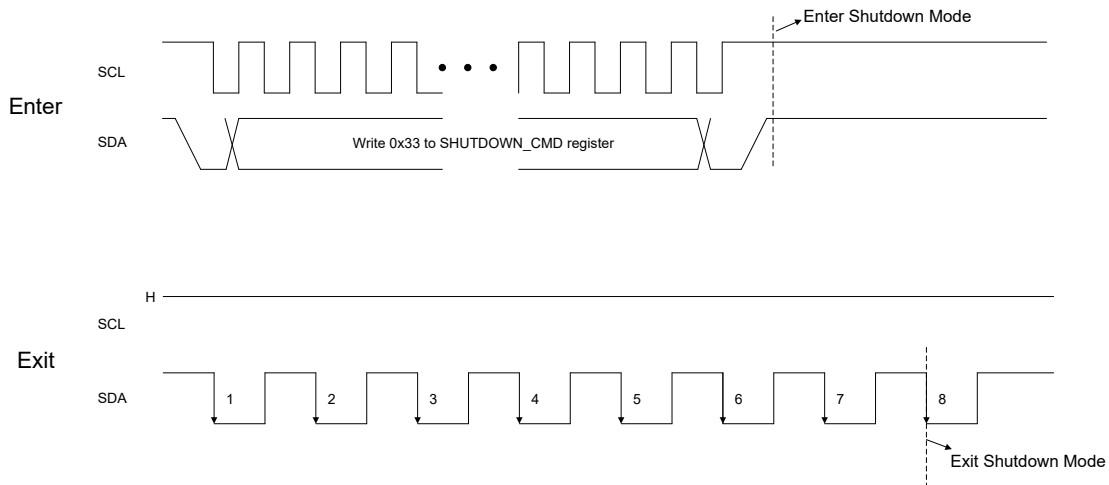 Enter Shutdown Mode
SCL
Enter
SDA
Write 0x33 to SHUTDOWN_CMD register
H
SCL
Exit
SDA
1 2 3 4 5 6 7 8
Exit Shutdown Mode